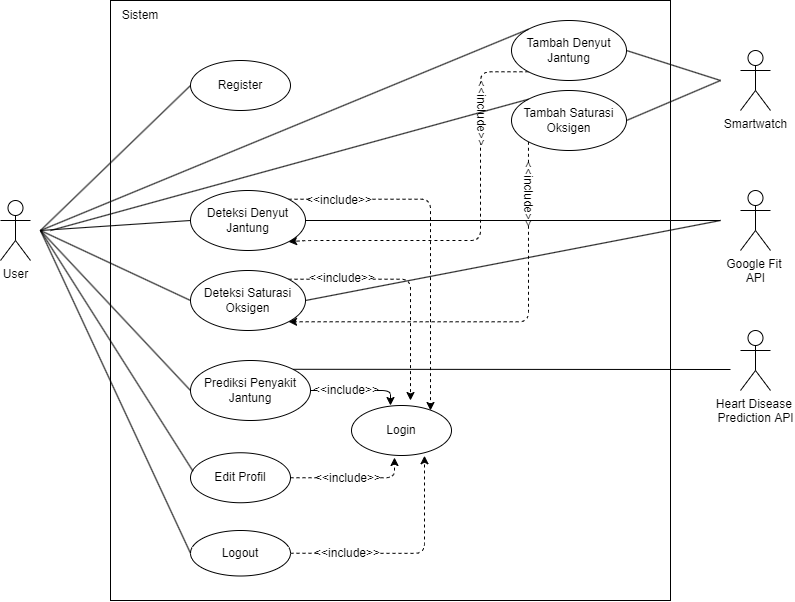 Sistem
Tambah Denyut
Jantung
Register
<<include>>
Tambah Saturasi
Oksigen
Smartwatch
<<include>>
<<include>>
Deteksi Denyut
Jantung
User
Google Fit
API
<<include>>
Deteksi Saturasi
Oksigen
Prediksi Penyakit
Jantung
<<include>>
Heart Disease
Prediction API
Login
Edit Profil
<<include>>
Logout
<<include>>